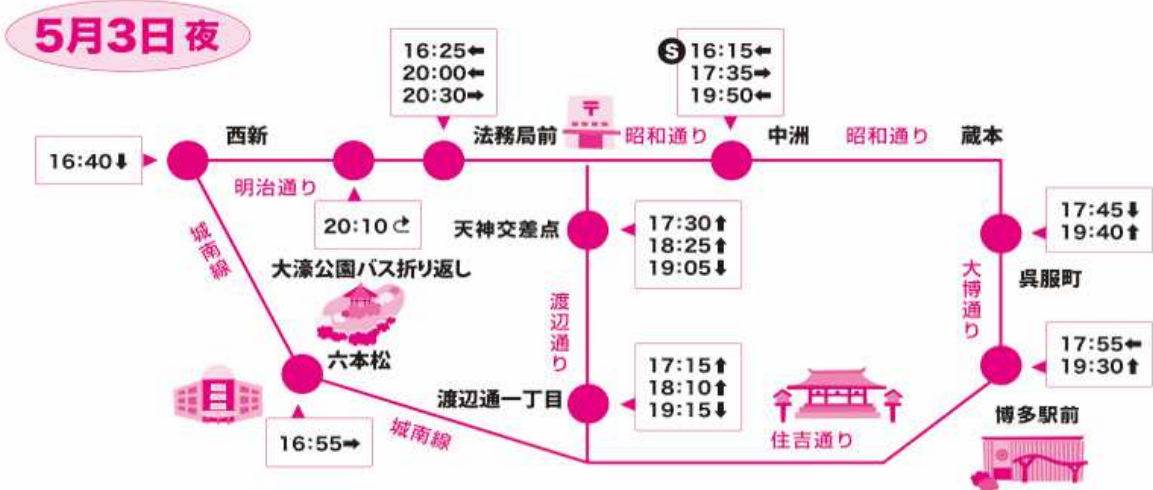 5月3日 夜
16:25←
20:00←
20:30→
S 16:15←
17:35→
19:50←
〒
西新
法務局前
昭和通り
中洲
昭和通り
蔵本
16:40⬇
明治通り
20:10⮌
天神交差点
17:30⬆
18:25⬆
19:05⬇
17:45⬇
19:40⬆
城南線
大濠公園バス折り返し
呉服町
大博通り
渡辺通り
六本松
17:15⬆
18:10⬆
19:15⬇
17:55←
19:30⬆
渡辺通一丁目
博多駅前
16:55→
城南線
住吉通り